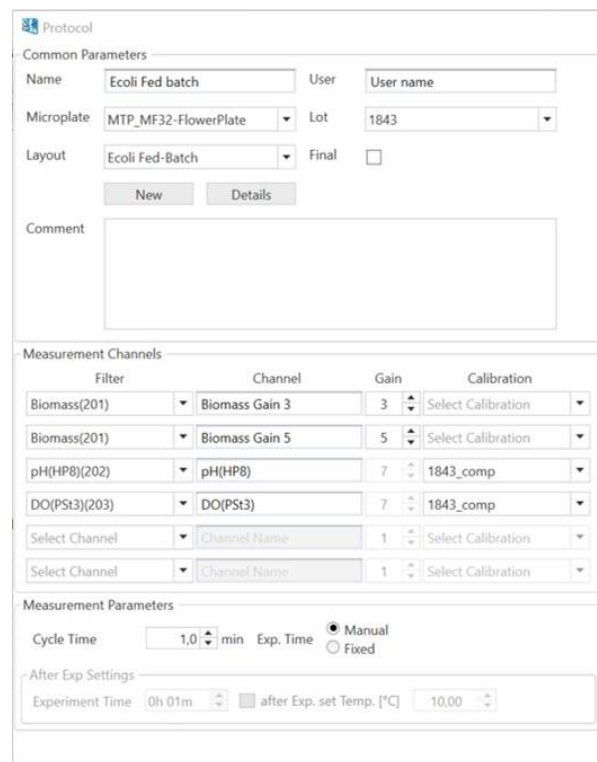 Protocol
Common Parameters
Name Ecoli Fed batch User User name
Microplate MTP_MF32-FlowerPlate Lot 1843
Layout Ecoli Fed-Batch Final
New Details
Comment
Measurement Channels
Filter Channel Gain Calibration
Biomass(201) Biomass Gain 3 3 Select Calibration
Biomass(201) Biomass Gain 5 5 Select Calibration
pH(HP8)(202) pH(HP8) 7 1843_comp
DO(PSt3)(203) DO(PSt3) 7 1843_comp
Select Channel Channel Name 1 Select Calibration
Select Channel Channel Name 1 Select Calibration
Measurement Parameters
Cycle Time 1,0 min Exp. Time Manual
Fixed
After Exp Settings
Experiment Time 0h 01m after Exp. set Temp. [°C] 10,00